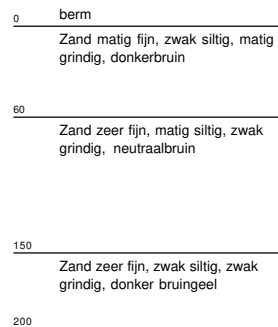 0 berm
Zand matig fijn, zwak siltig, matig
grindig, donkerbruin
60
Zand zeer fijn, matig siltig, zwak
grindig, neutraalbruin
150
Zand zeer fijn, zwak siltig, zwak
grindig, donker bruingeel
200